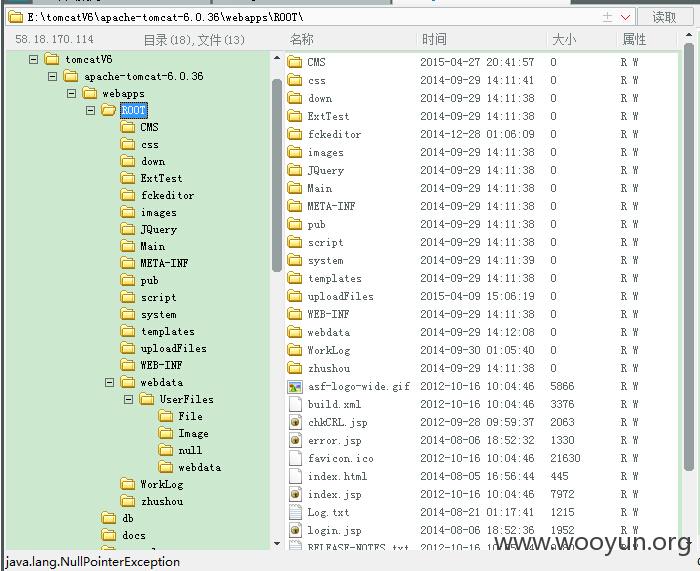 E:\tomcatV6\apache-tomcat-6.0.36\webapps\ROOT\ 读取
58.18.170.114 目录(18),文件(13) 名称 时间 大小 属性
tomcatV6
apache-tomcat-6.0.36
webapps
ROOT
CMS
css
down
ExtTest
fckeditor
images
JQuery
Main
META-INF
pub
script
system
templates
uploadFiles
WEB-INF
webdata
UserFiles
File
Image
null
webdata
WorkLog
zhushou
db
docs
CMS 2015-04-27 20:41:57 0 R W
css 2014-09-29 14:11:41 0 R W
down 2014-09-29 14:11:38 0 R W
ExtTest 2014-09-29 14:11:38 0 R W
fckeditor 2014-12-28 01:06:09 0 R W
images 2014-09-29 14:11:38 0 R W
JQuery 2014-09-29 14:11:38 0 R W
Main 2014-09-29 14:11:38 0 R W
META-INF 2014-09-29 14:11:38 0 R W
pub 2014-09-29 14:11:38 0 R W
script 2014-09-29 14:11:38 0 R W
system 2014-09-29 14:11:39 0 R W
templates 2014-09-29 14:11:38 0 R W
uploadFiles 2015-04-09 15:06:19 0 R W
WEB-INF 2014-09-29 14:11:38 0 R W
webdata 2014-09-29 14:12:08 0 R W
WorkLog 2014-09-30 01:05:40 0 R W
zhushou 2014-09-29 14:11:38 0 R W
asf-logo-wide.gif 2012-10-16 10:04:46 5866 R W
build.xml 2012-10-16 10:04:46 3376 R W
chkCRL.jsp 2012-09-28 09:59:37 2063 R W
error.jsp 2014-08-06 18:52:32 1330 R W
favicon.ico 2012-10-16 10:04:46 21630 R W
index.html 2014-08-05 16:56:44 445 R W
index.jsp 2012-10-16 10:04:46 7972 R W
Log.txt 2014-08-21 01:17:41 1215 R W
login.jsp 2014-08-06 18:52:36 1952 R W
RELEASE-NOTES.txt 2012-10-16 10:04:46 R W
www.wooyun.org
java.lang.NullPointerException